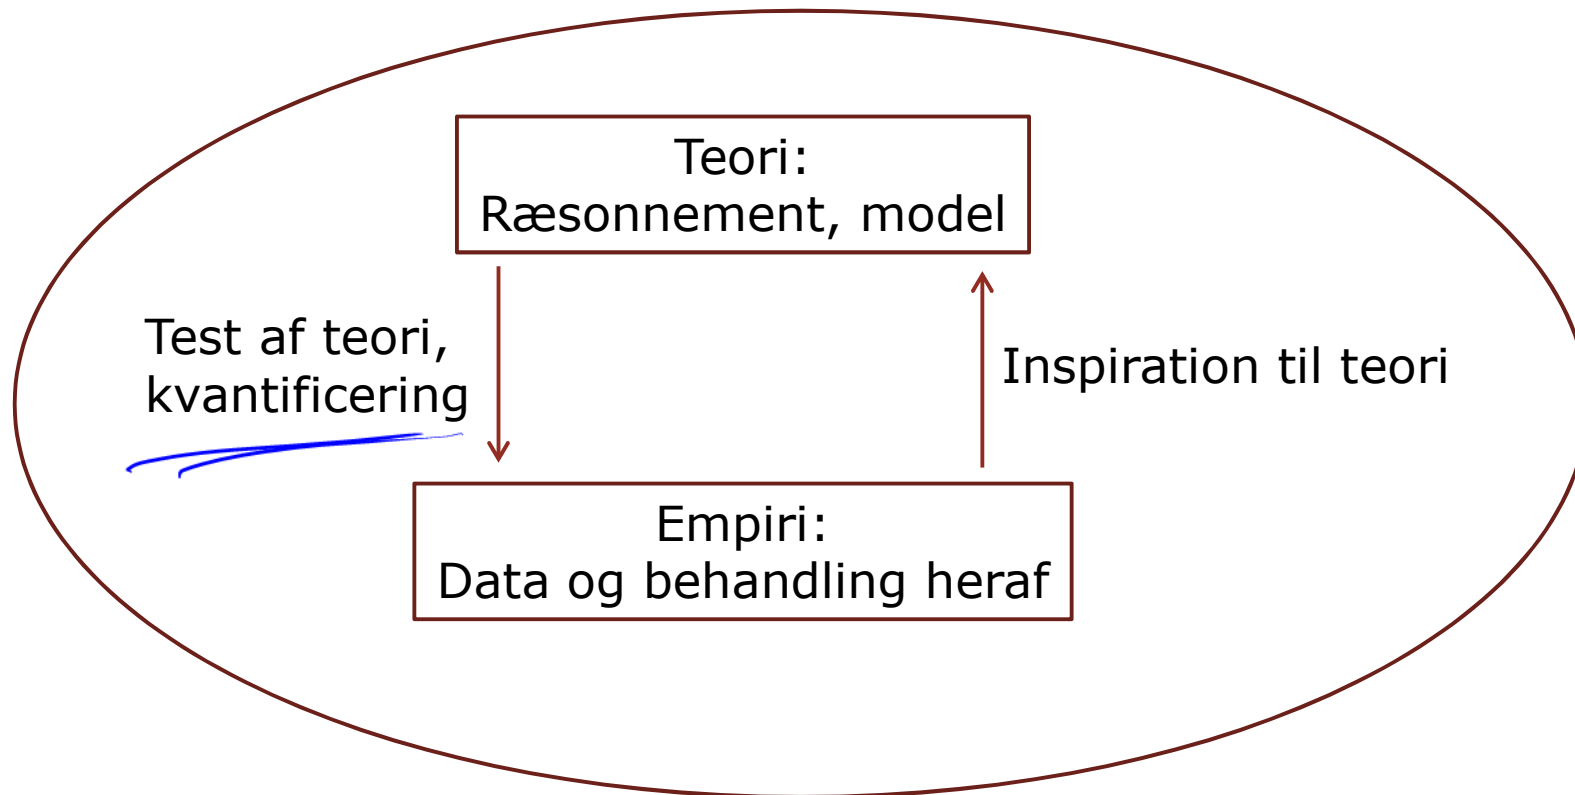 Teori:
Ræsonnement, model
Test af teori,
kvantificering
Inspiration til teori
Empiri:
Data og behandling heraf